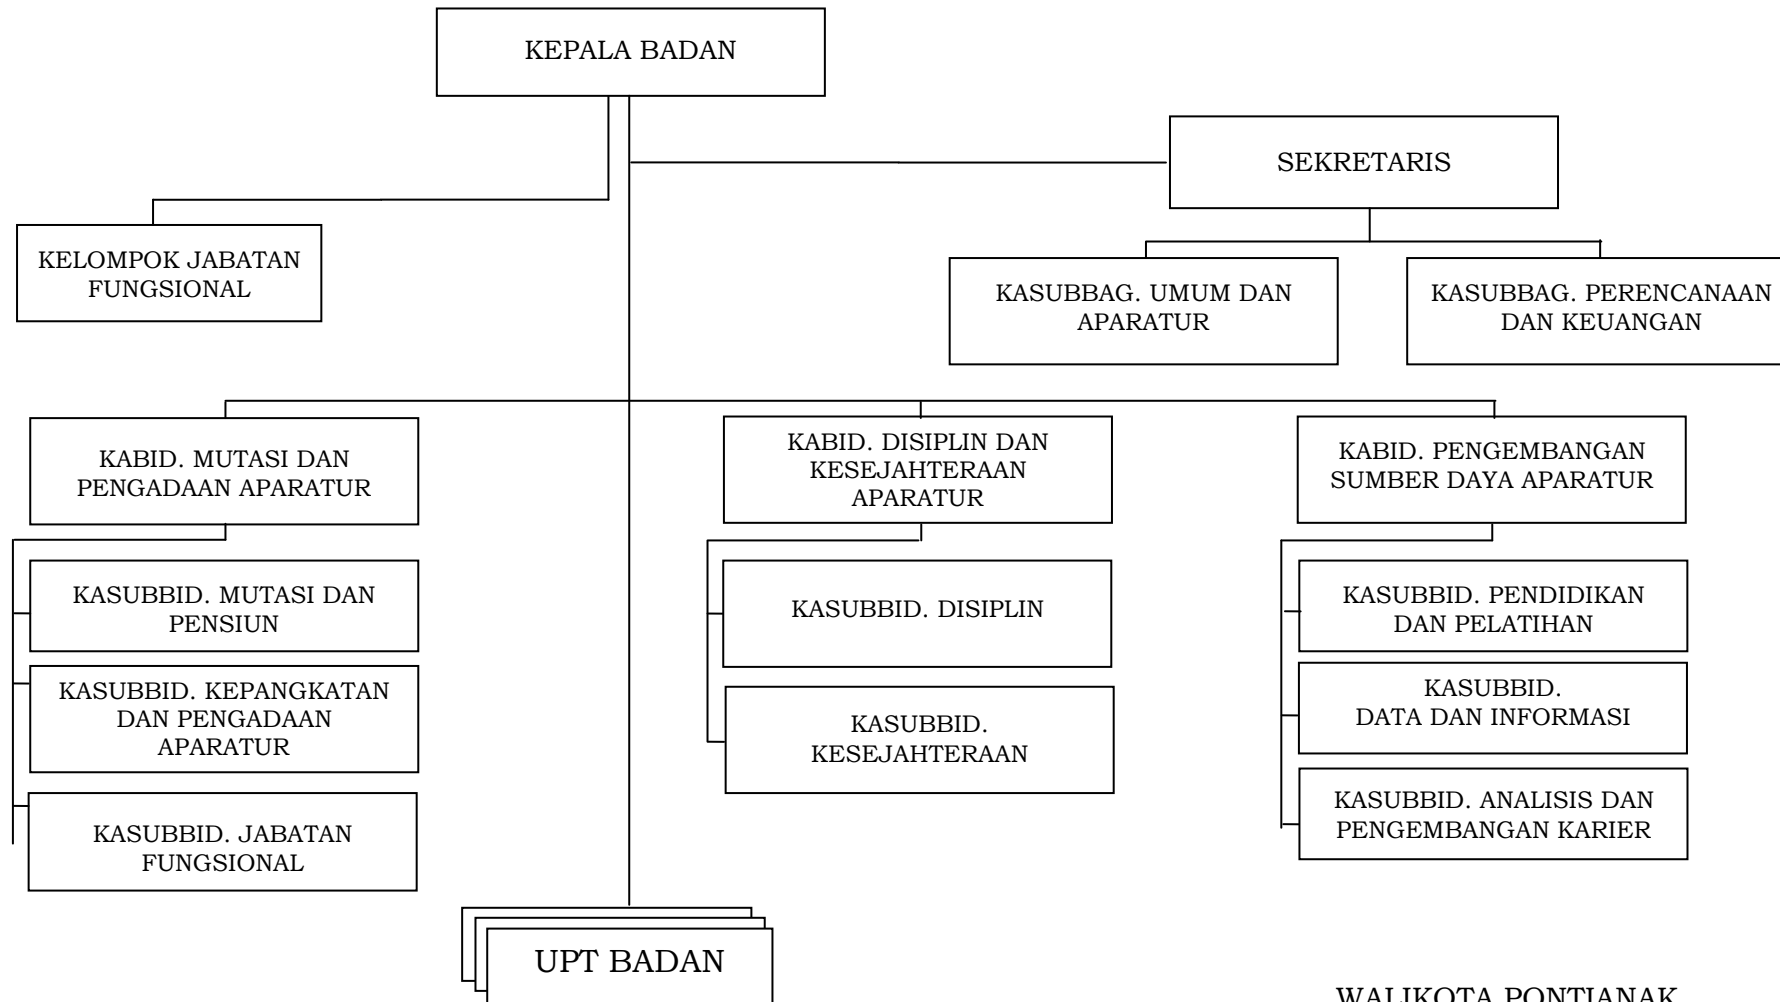 KEPALA BADAN
SEKRETARIS
KELOMPOK JABATAN
FUNGSIONAL
KASUBBAG. UMUM DAN
APARATUR
KASUBBAG. PERENCANAAN
DAN KEUANGAN
KABID. MUTASI DAN
PENGADAAN APARATUR
KABID. DISIPLIN DAN
KESEJAHTERAAN
APARATUR
KABID. PENGEMBANGAN
SUMBER DAYA APARATUR
KASUBBID. MUTASI DAN
PENSIUN
KASUBBID. KEPANGKATAN
DAN PENGADAAN
APARATUR
KASUBBID. JABATAN
FUNGSIONAL
KASUBBID. DISIPLIN
KASUBBID.
KESEJAHTERAAN
KASUBBID. PENDIDIKAN
DAN PELATIHAN
KASUBBID.
DATA DAN INFORMASI
KASUBBID. ANALISIS DAN
PENGEMBANGAN KARIER
UPT BADAN
WALIKOTA PONTIANAK